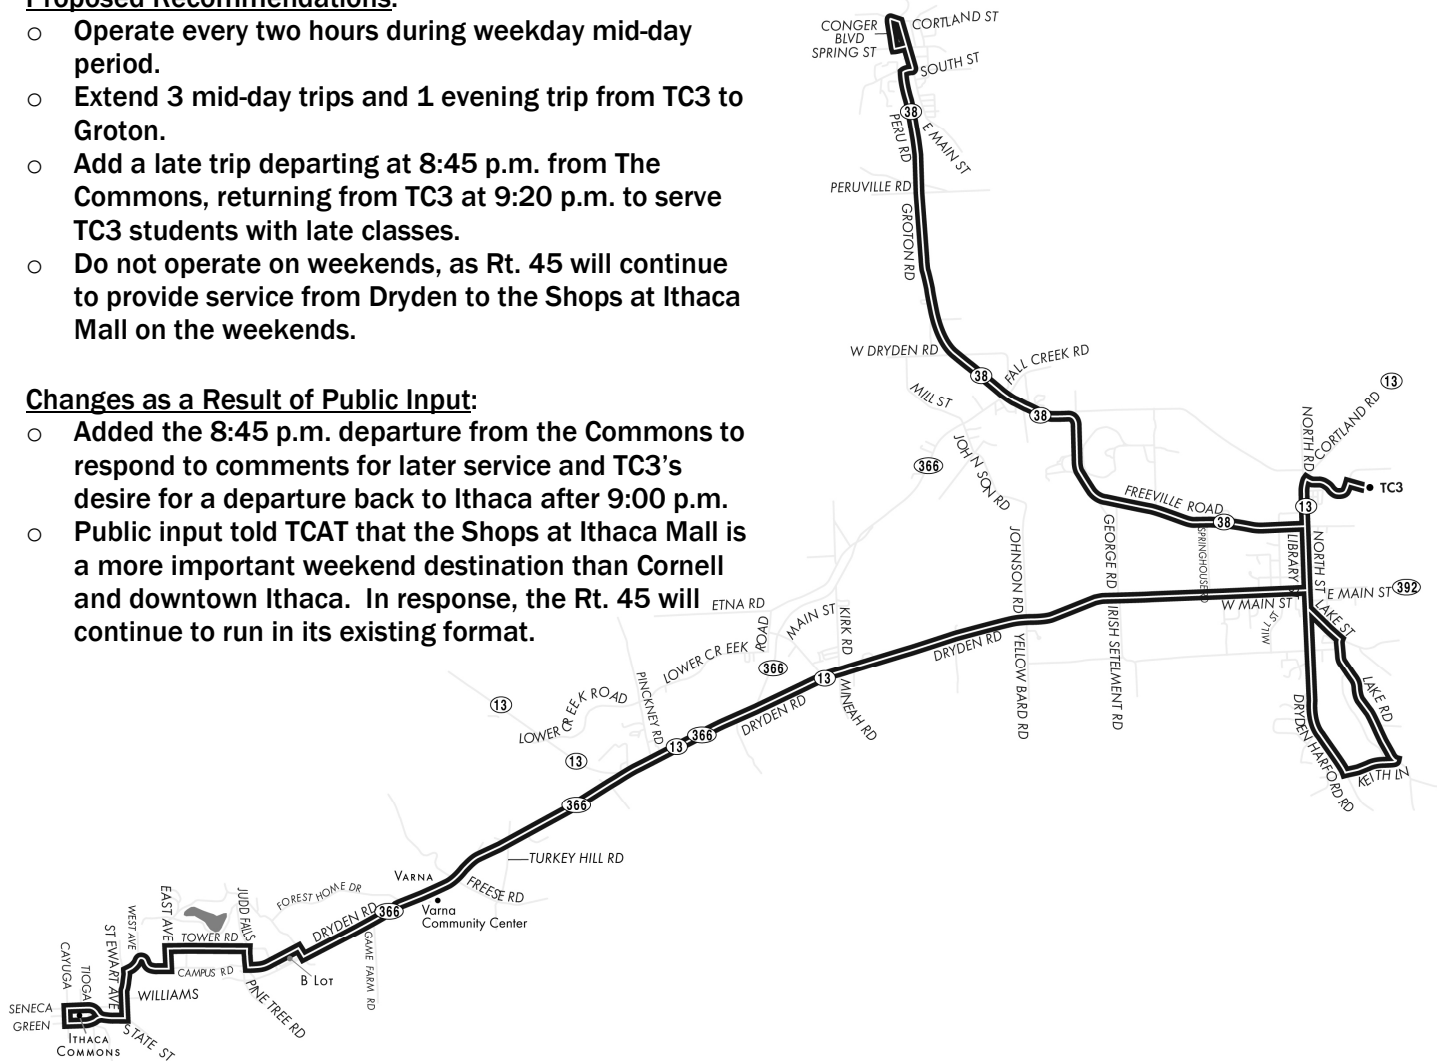 Proposed Recommendations:
o Operate every two hours during weekday mid-day
period.
o Extend 3 mid-day trips and 1 evening trip from TC3 to
Groton.
o Add a late trip departing at 8:45 p.m. from The
Commons, returning from TC3 at 9:20 p.m. to serve
TC3 students with late classes.
o Do not operate on weekends, as Rt. 45 will continue
to provide service from Dryden to the Shops at Ithaca
Mall on the weekends.
Changes as a Result of Public Input:
o Added the 8:45 p.m. departure from the Commons to
respond to comments for later service and TC3’s
desire for a departure back to Ithaca after 9:00 p.m.
o Public input told TCAT that the Shops at Ithaca Mall is
a more important weekend destination than Cornell
and downtown Ithaca. In response, the Rt. 45 will
continue to run in its existing format.
CONGER
BLVD
CORTLAND ST
SPRING ST
SOUTH ST
38
PERU RD
E MAIN ST
PERUVILLE RD
GROTON RD
W DRYDEN RD
FALL CREEK RD
38
MILL ST
38
13
CORTLAND RD
NORTH RD
JOHNSON RD
366
TC3
13
FREEVILLE ROAD
38
GEORGE RD
JOHNSON RD
SPRINGHOUSE RD
LIBRARY
NORTH ST
E MAIN ST
392
W MAIN ST
LAKE ST
MILL ST
ETNA RD
MAIN ST
KIRK RD
ROAD
LOWER CREEK
366
DRYDEN RD
YELLOW BARD RD
IRISH SETELMENT RD
13
MINEAH RD
LAKE RD
DRYDEN HARFORD RD
KEITH LN
PINCKNEY RD
13
LOWER CREEK ROAD
DRYDEN RD
366
13
13
366
TURKEY HILL RD
VARNA
FREESE RD
Varna
Community Center
366
DRYDEN RD
FOREST HOME DR
JUDD FALLS
EAST AVE
WEST AVE
TOWER RD
STEWART AVE
CAMPUS RD
GAME FARM RD
B LOT
PINE TREE RD
WILLIAMS
CAYUGA
TIOGA
SENECA
GREEN
ITHACA
COMMONS
STATE ST